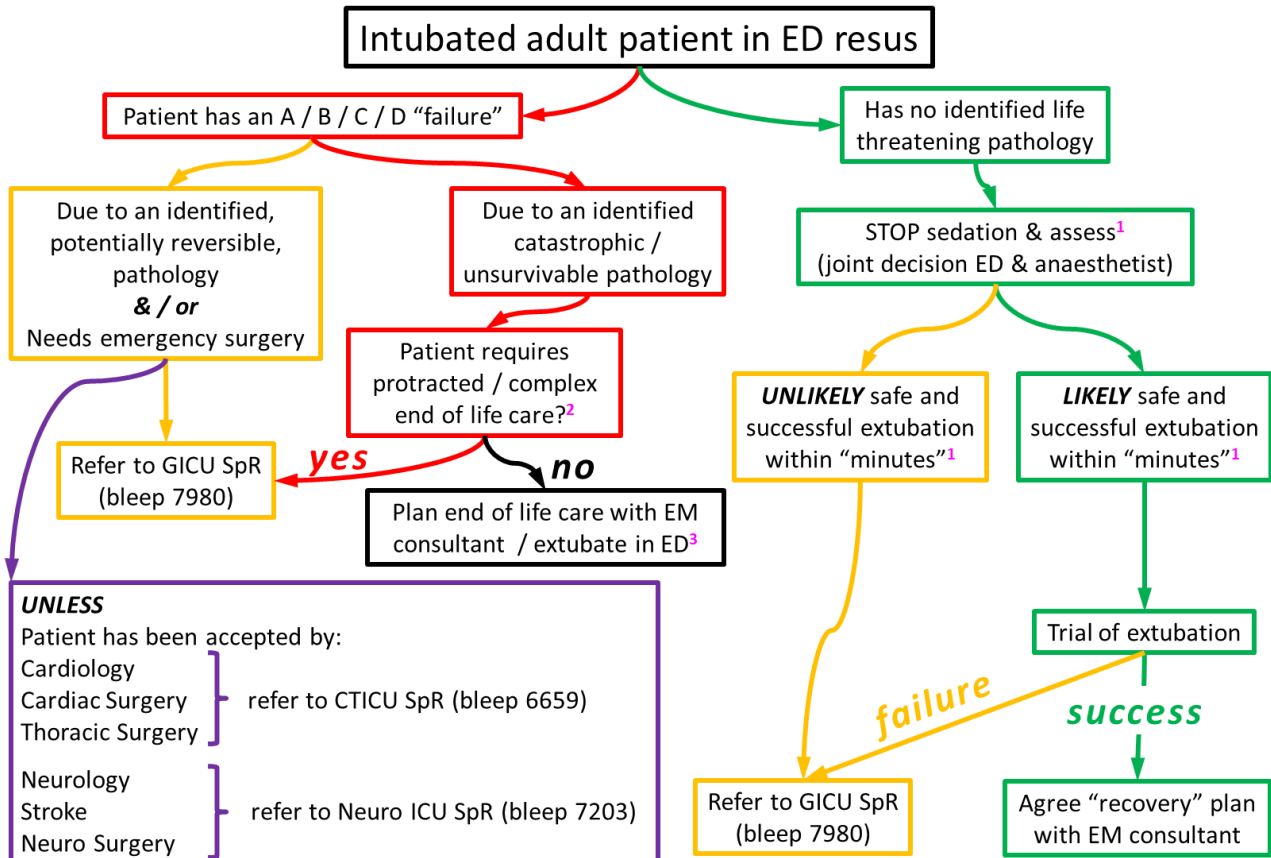 Intubated adult patient in ED resus
Patient has an A / B / C / D “failure”
Has no identified life
threatening pathology
Due to an identified,
potentially reversible,
pathology
& / or
Needs emergency surgery
Due to an identified
catastrophic /
unsurvivable pathology
STOP sedation & assess1
(joint decision ED & anaesthetist)
Patient requires
protracted / complex
end of life care?2
UNLIKELY safe and
successful extubation
within “minutes”1
LIKELY safe and
successful extubation
within “minutes”1
yes
no
Refer to GICU SpR
(bleep 7980)
Plan end of life care with EM
consultant / extubate in ED3
UNLESS
Patient has been accepted by:
Cardiology
Cardiac Surgery
Thoracic Surgery
refer to CTICU SpR (bleep 6659)
Neurology
Stroke
Neuro Surgery
refer to Neuro ICU SpR (bleep 7203)
Trial of extubation
failure
success
Refer to GICU SpR
(bleep 7980)
Agree “recovery” plan
with EM consultant